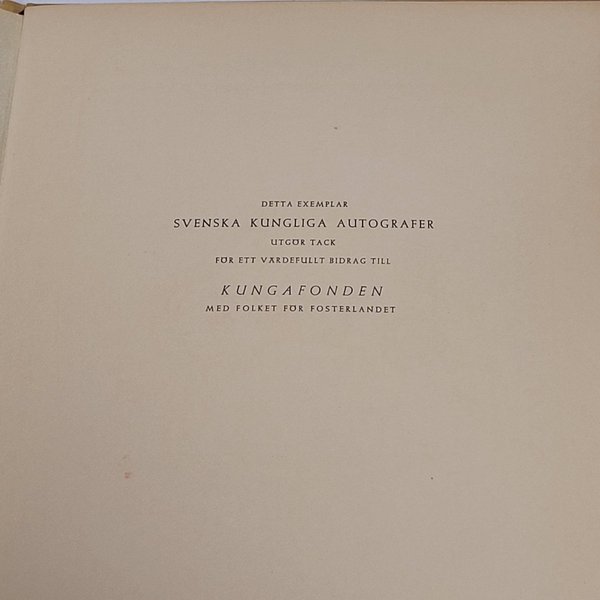 DETTA EXEMPLAR
SVENSKA KUNGLIGA AUTOGRAFER
UTGÖR TACK
FÖR ETT VÄRDEFULLT BIDRAG TILL
KUNGAFONDEN
MED FOLKET FÖR FOSTERLANDET